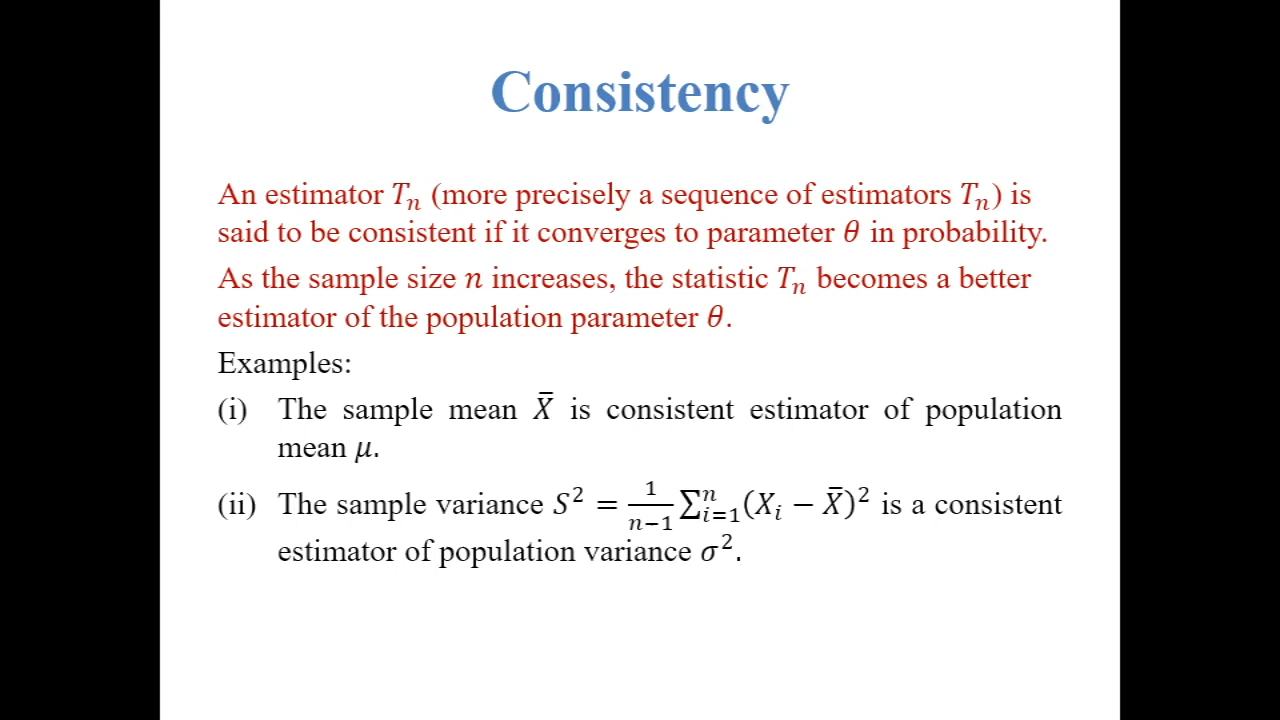 Consistency
An estimator 𝑇ₙ (more precisely a sequence of estimators 𝑇ₙ) is
said to be consistent if it converges to parameter 𝜃 in probability.
As the sample size 𝑛 increases, the statistic 𝑇ₙ becomes a better
estimator of the population parameter 𝜃.
Examples:
(i) The sample mean X̄ is consistent estimator of population
mean 𝜇.
(ii) The sample variance 𝑆² = 1/(n−1) ∑ᵢ₌₁ⁿ(Xᵢ − X̄)² is a consistent
estimator of population variance 𝜎².